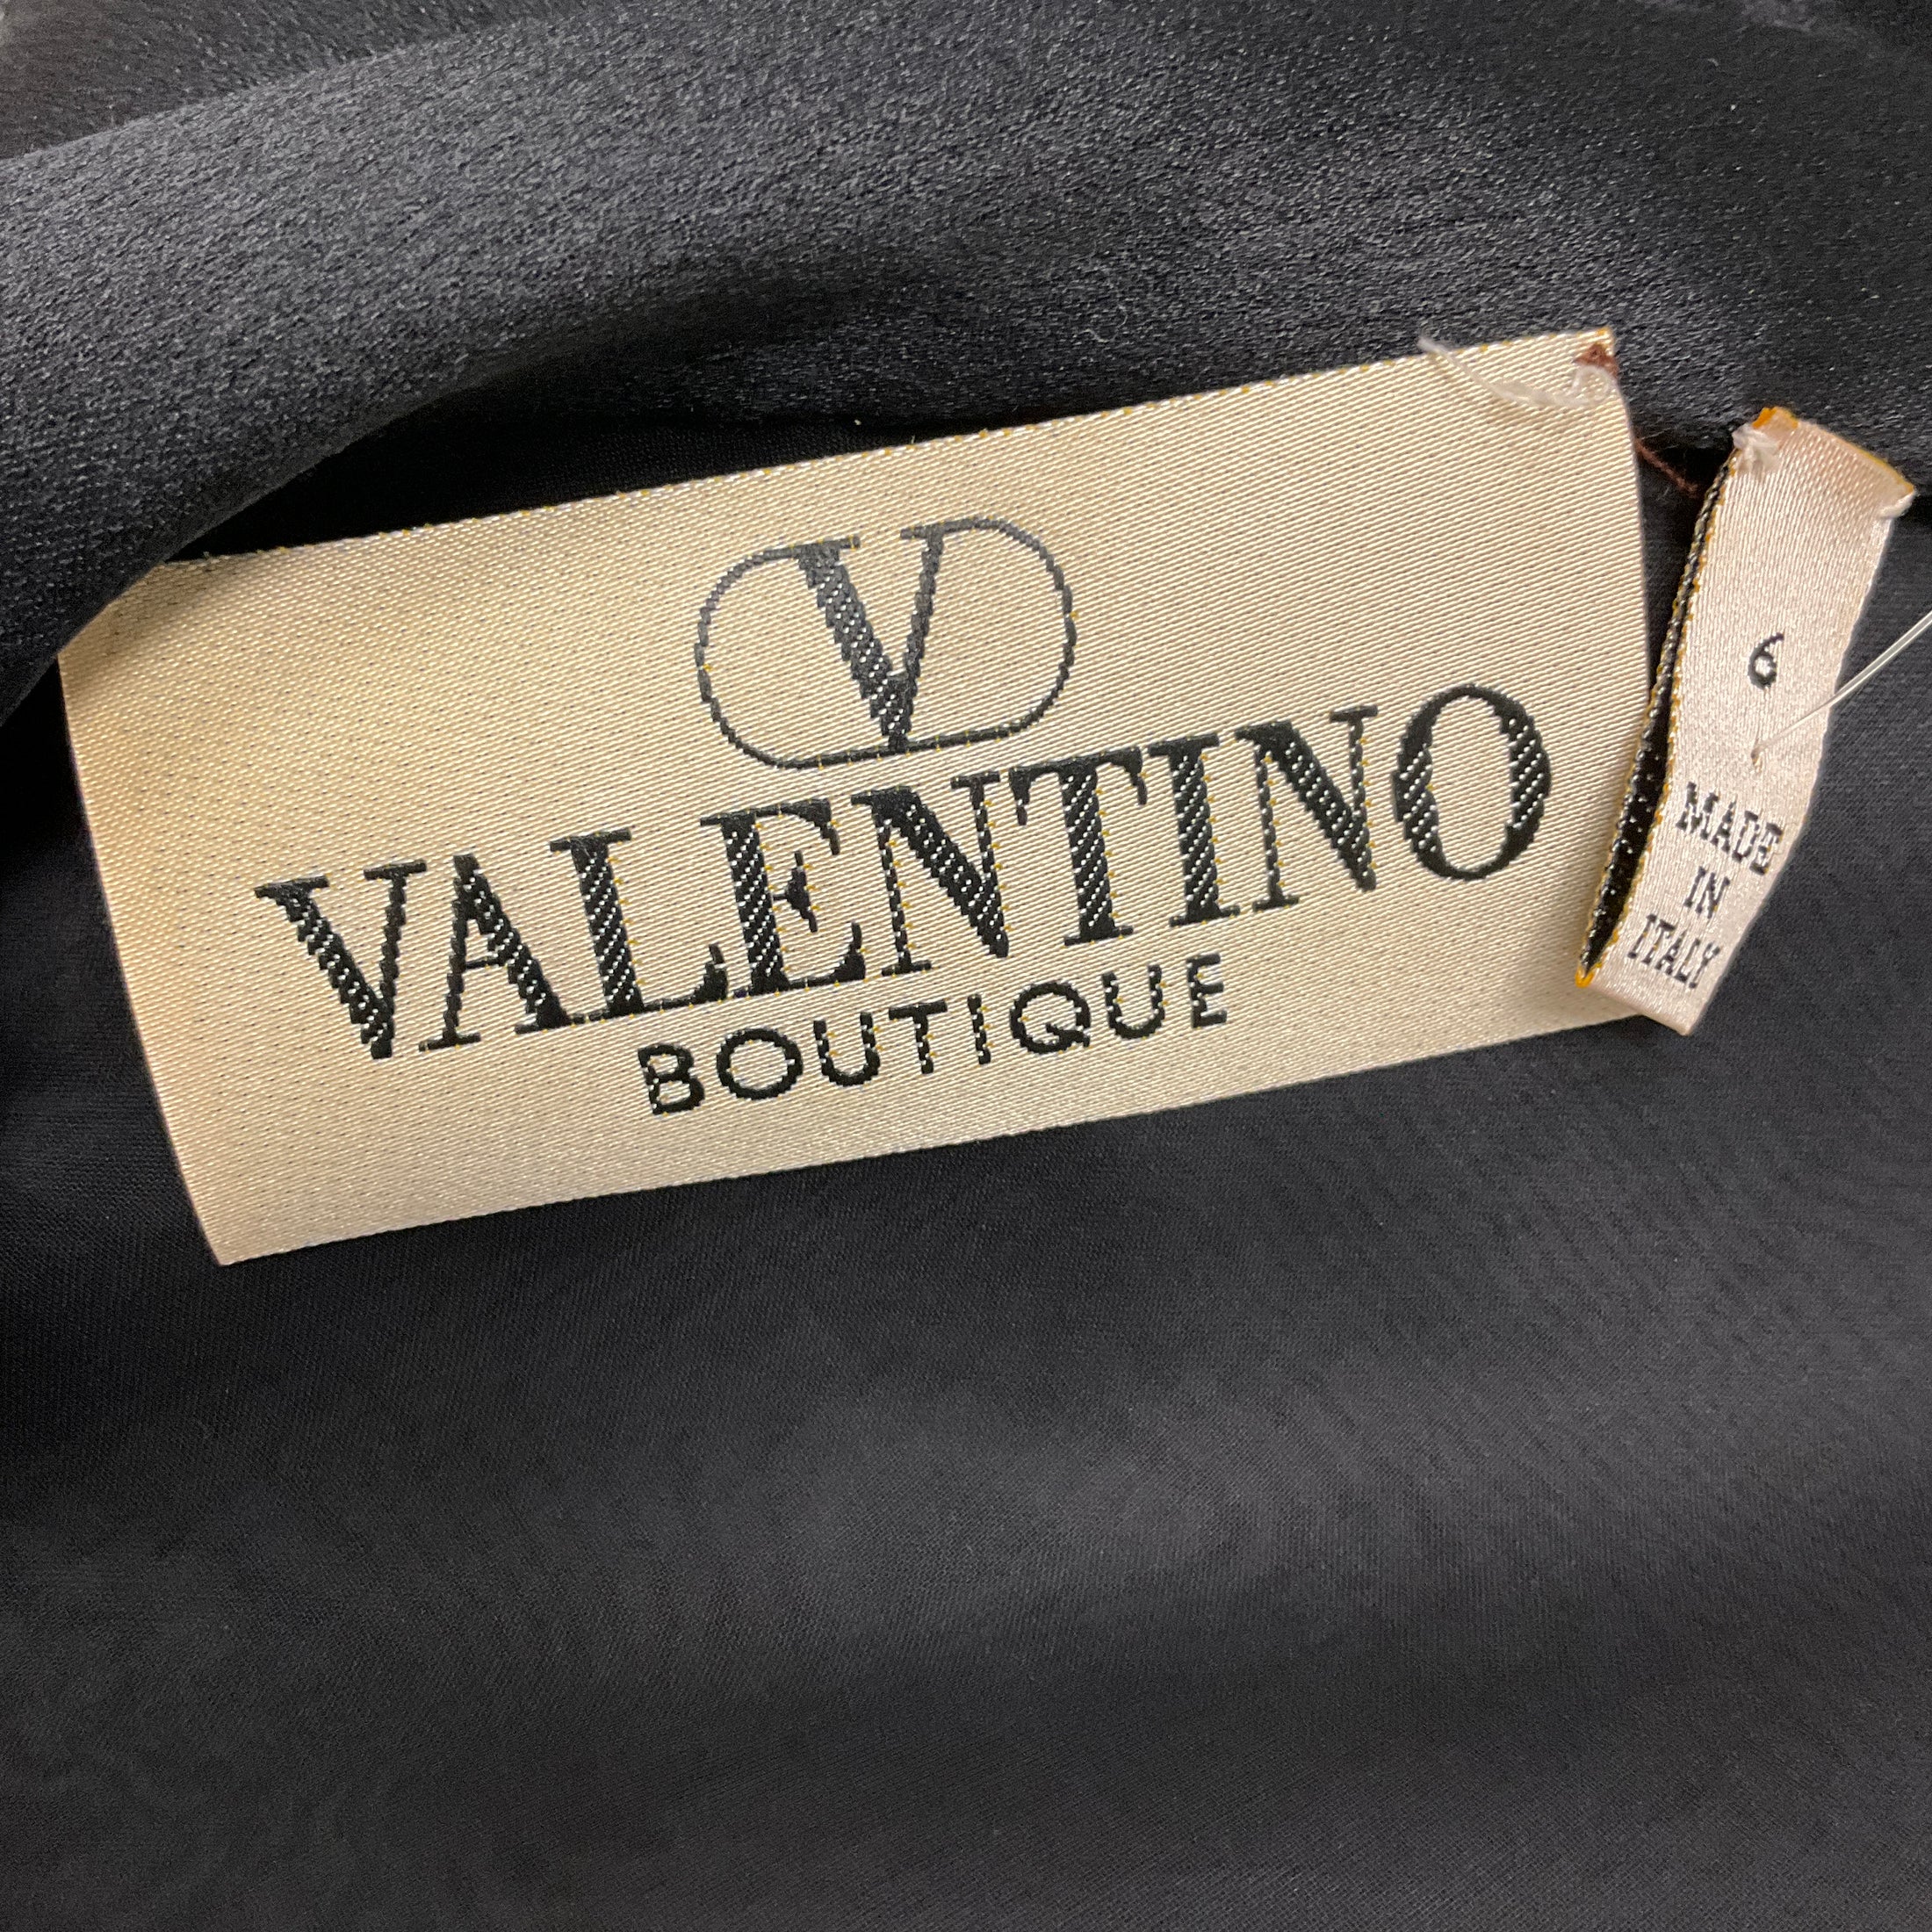 V
VALENTINO
BOUTIQUE
6
MADE
IN
ITALY